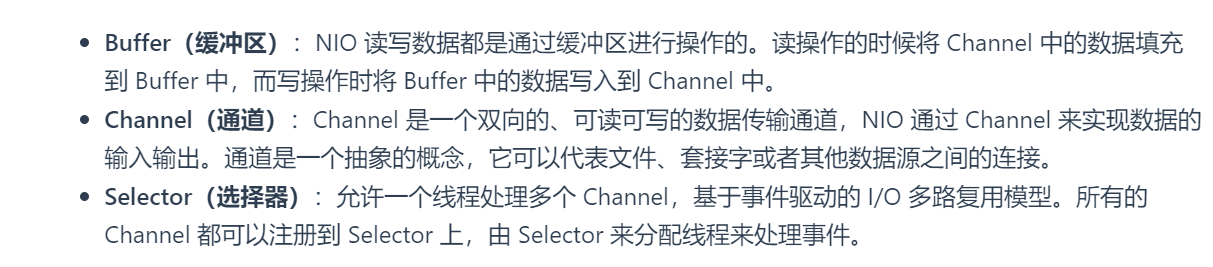 • Buffer（缓冲区）：NIO 读写数据都是通过缓冲区进行操作的。读操作的时候将 Channel 中的数据填充
到 Buffer 中，而写操作时将 Buffer 中的数据写入到 Channel 中。
• Channel（通道）：Channel 是一个双向的、可读可写的数据传输通道，NIO 通过 Channel 来实现数据的
输入输出。通道是一个抽象的概念，它可以代表文件、套接字或者其他数据源之间的连接。
• Selector（选择器）：允许一个线程处理多个 Channel，基于事件驱动的 I/O 多路复用模型。所有的
Channel 都可以注册到 Selector 上，由 Selector 来分配线程来处理事件。